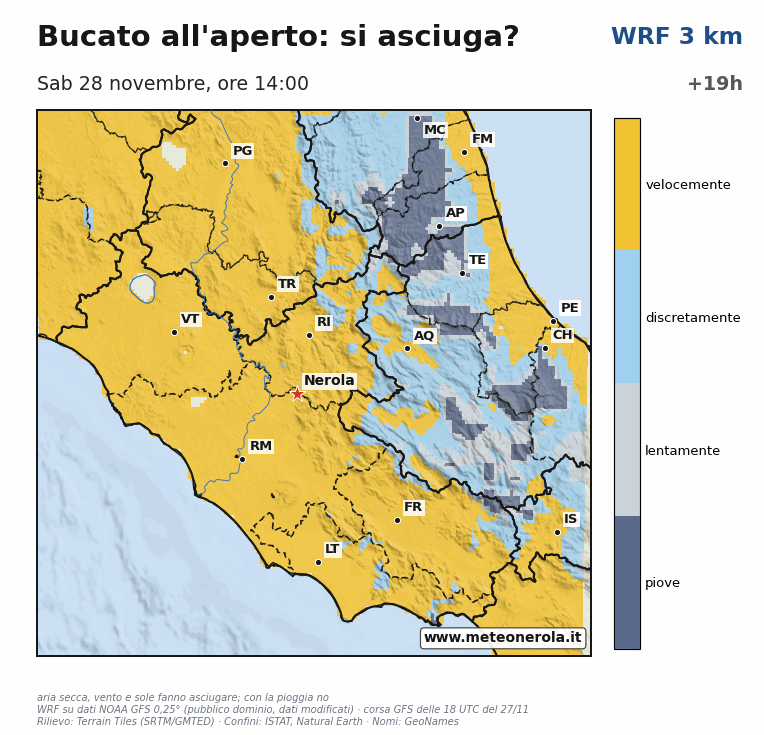 Bucato all'aperto: si asciuga?
WRF 3 km
Sab 28 novembre, ore 14:00
+19h
MC
FM
PG
AP
TE
TR
PE
VT
RI
AQ
CH
Nerola
RM
FR
IS
LT
www.meteonerola.it
velocemente
discretamente
lentamente
piove
aria secca, vento e sole fanno asciugare; con la pioggia no
WRF su dati NOAA GFS 0,25° (pubblico dominio, dati modificati) · corsa GFS delle 18 UTC del 27/11
Rilievo: Terrain Tiles (SRTM/GMTED) · Confini: ISTAT, Natural Earth · Nomi: GeoNames